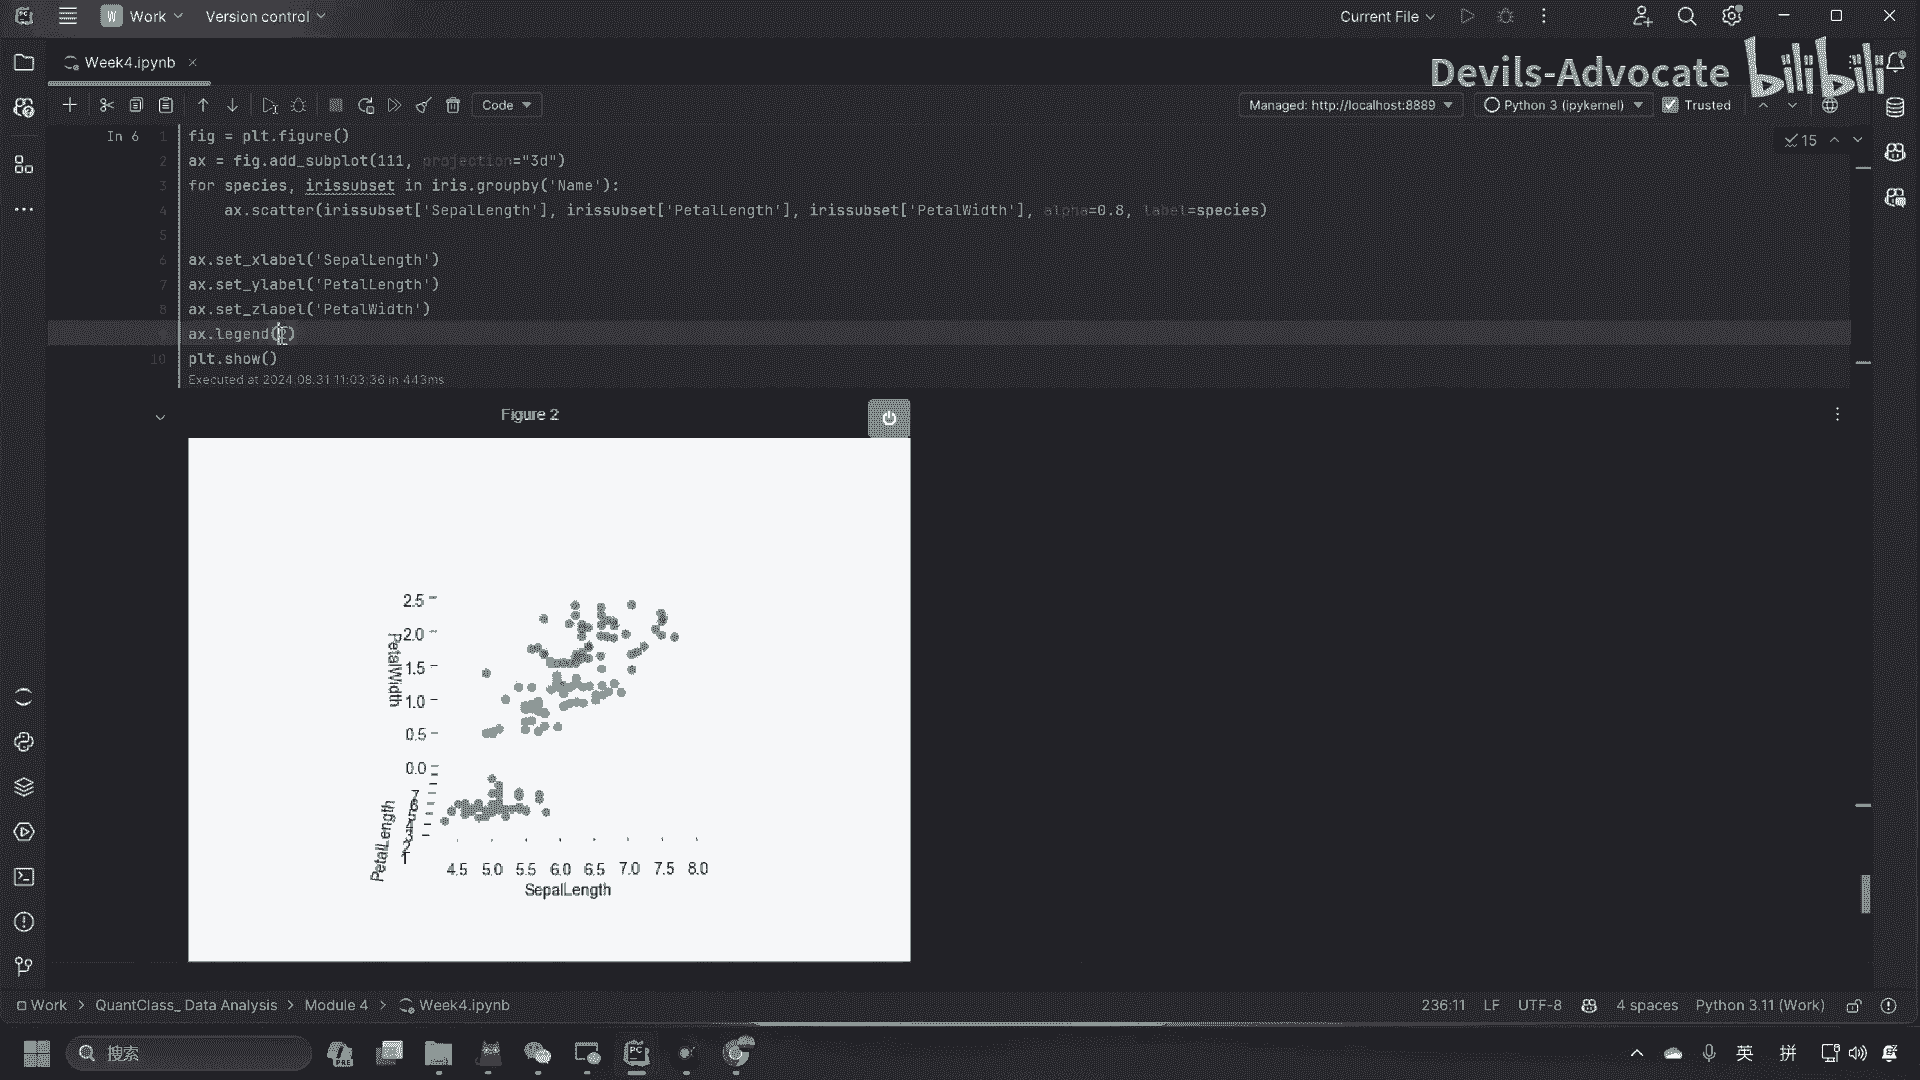 Work
Version control
Current File
Week4.ipynb
Devils-Advocate bilibili
Code
Managed: http://localhost:8889
Python 3 (ipykernel)
Trusted
15
In 6
1 fig = plt.figure()
2 ax = fig.add_subplot(111, projection="3d")
3 for species, irissubset in iris.groupby('Name'):
4 ax.scatter(irissubset['SepalLength'], irissubset['PetalLength'], irissubset['PetalWidth'], alpha=0.8, label=species)
5
6 ax.set_xlabel('SepalLength')
7 ax.set_ylabel('PetalLength')
8 ax.set_zlabel('PetalWidth')
9 ax.legend()
10 plt.show()
Executed at 2024.08.31 11:03:36 in 443ms
Figure 2
2.5
2.0
1.5
1.0
0.5
0.0
PetalWidth
7
6
5
4
3
2
1
PetalLength
4.5 5.0 5.5 6.0 6.5 7.0 7.5 8.0
SepalLength
Work > QuantClass_ Data Analysis > Module 4 > Week4.ipynb
236:11 LF UTF-8 4 spaces Python 3.11 (Work)
搜索
英 拼